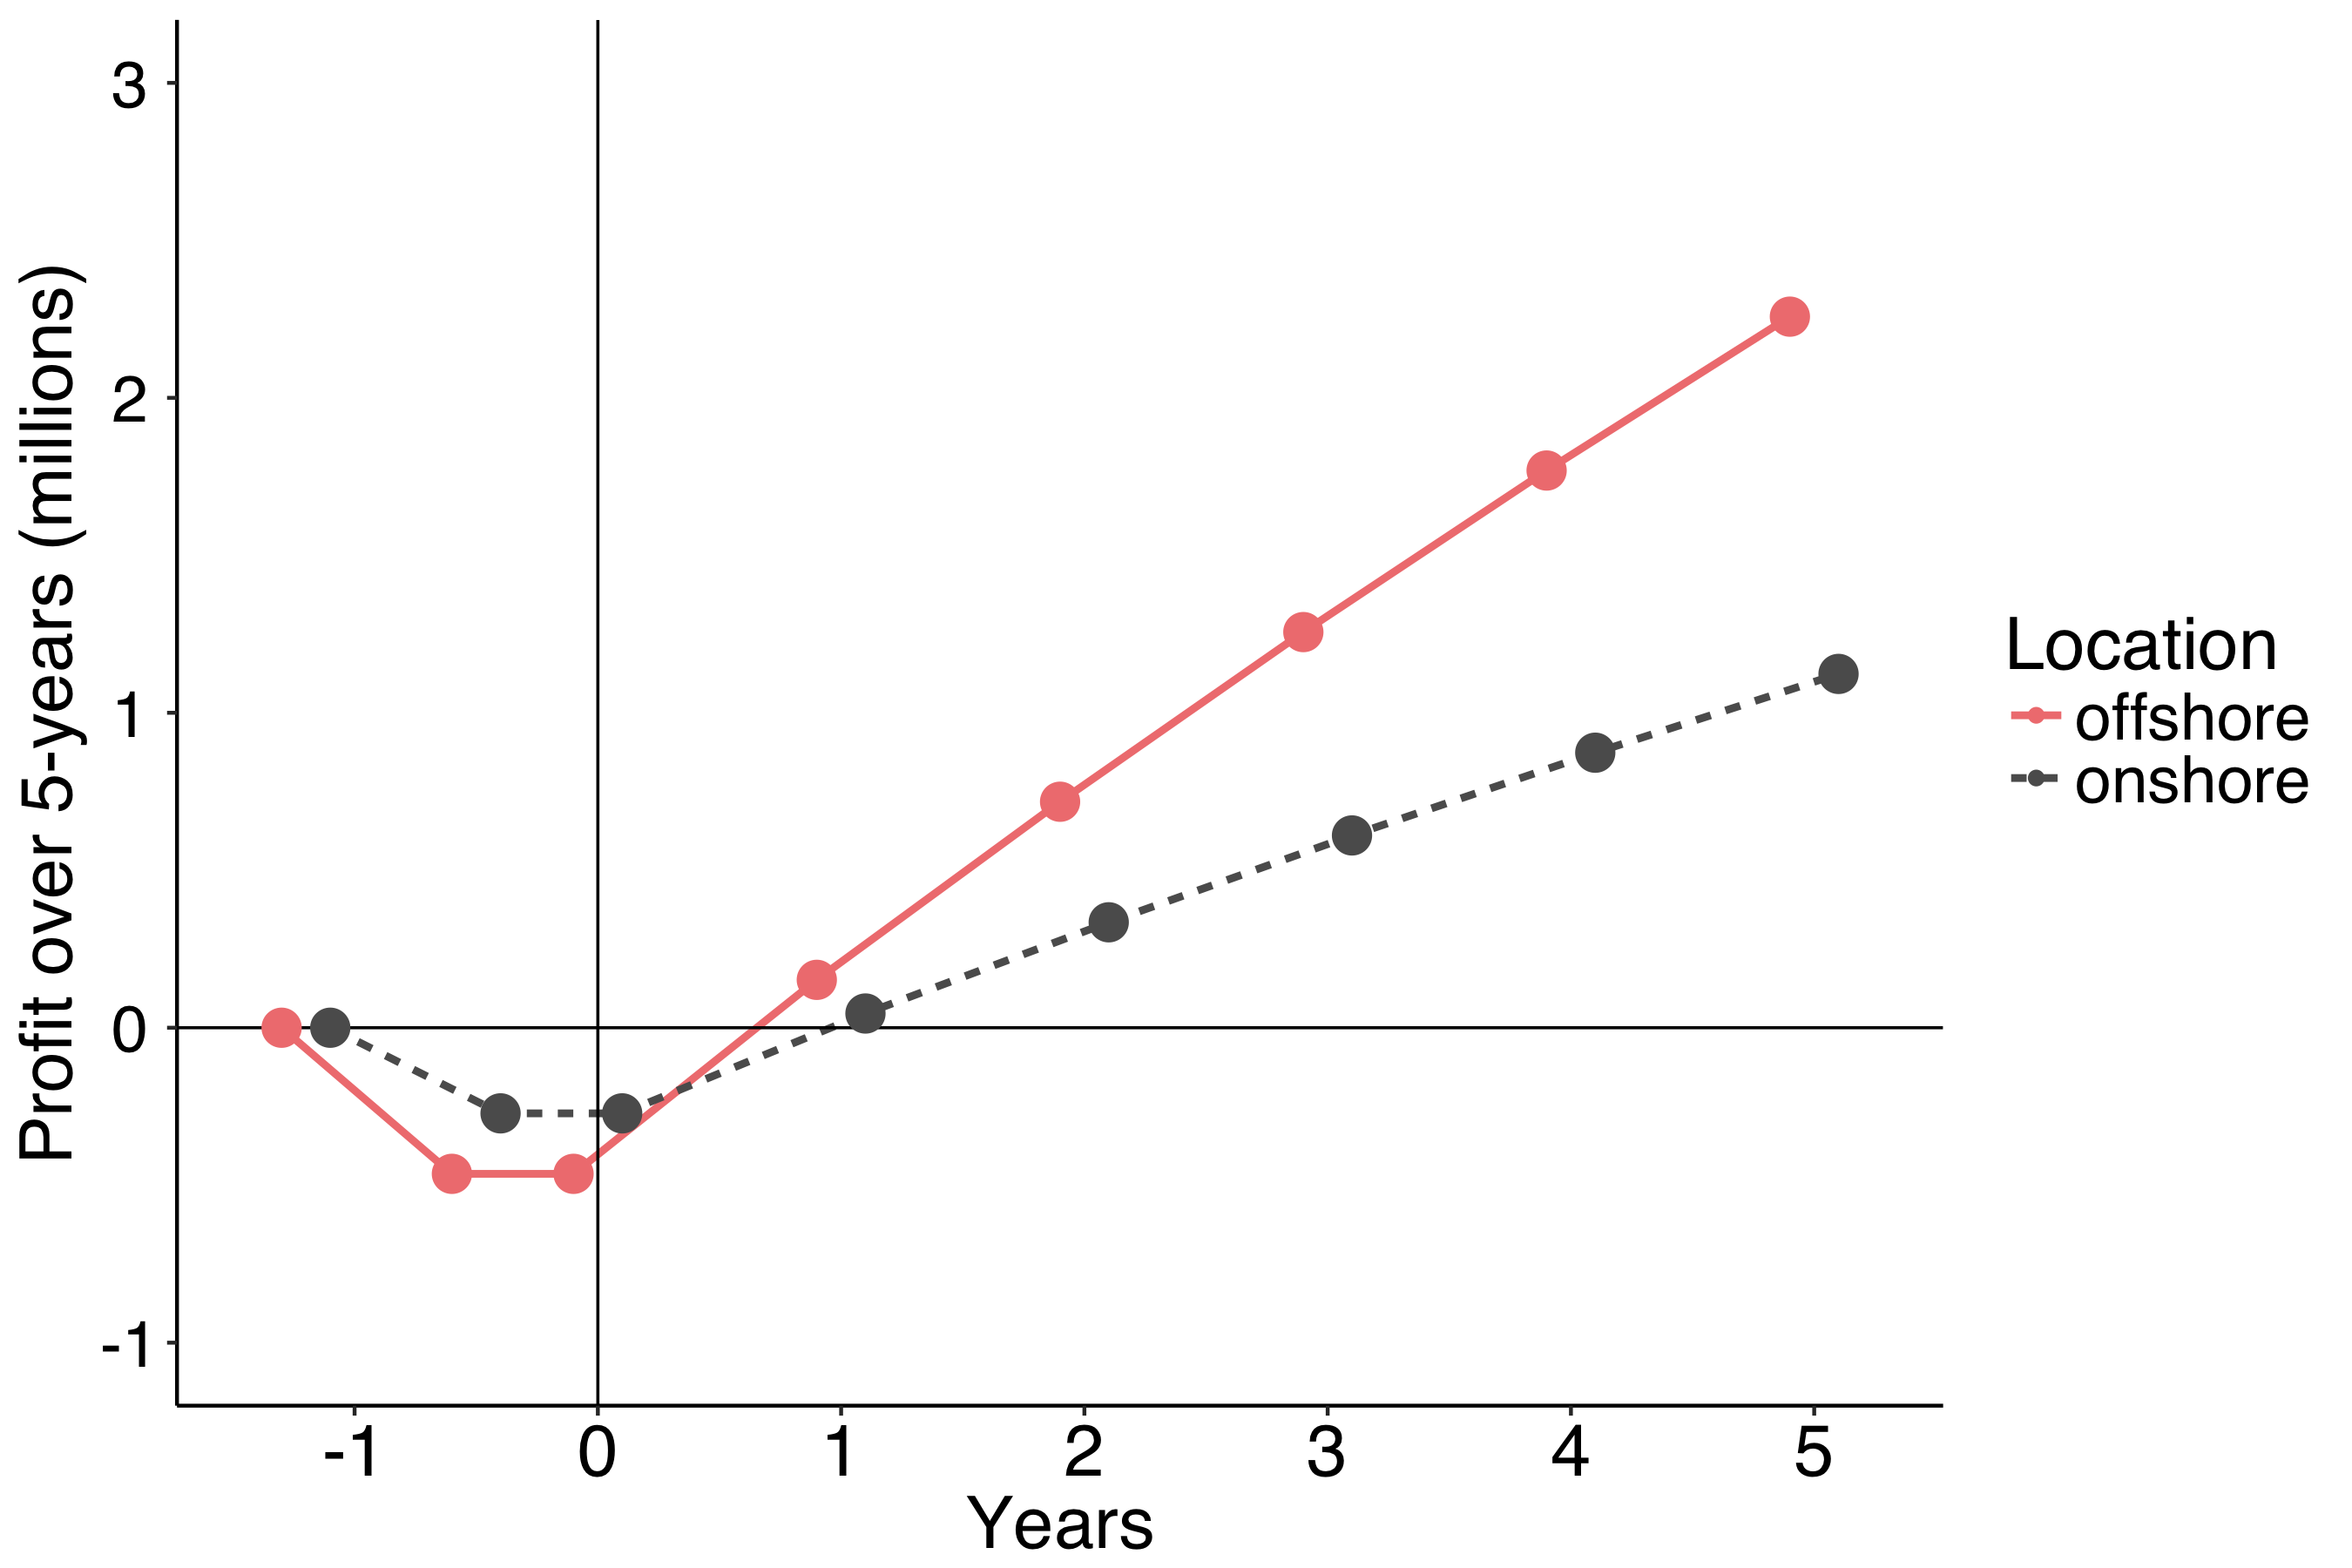 Profit over 5-years (millions)
3
2
1
0
-1
-1 0 1 2 3 4 5
Years
Location
offshore
onshore